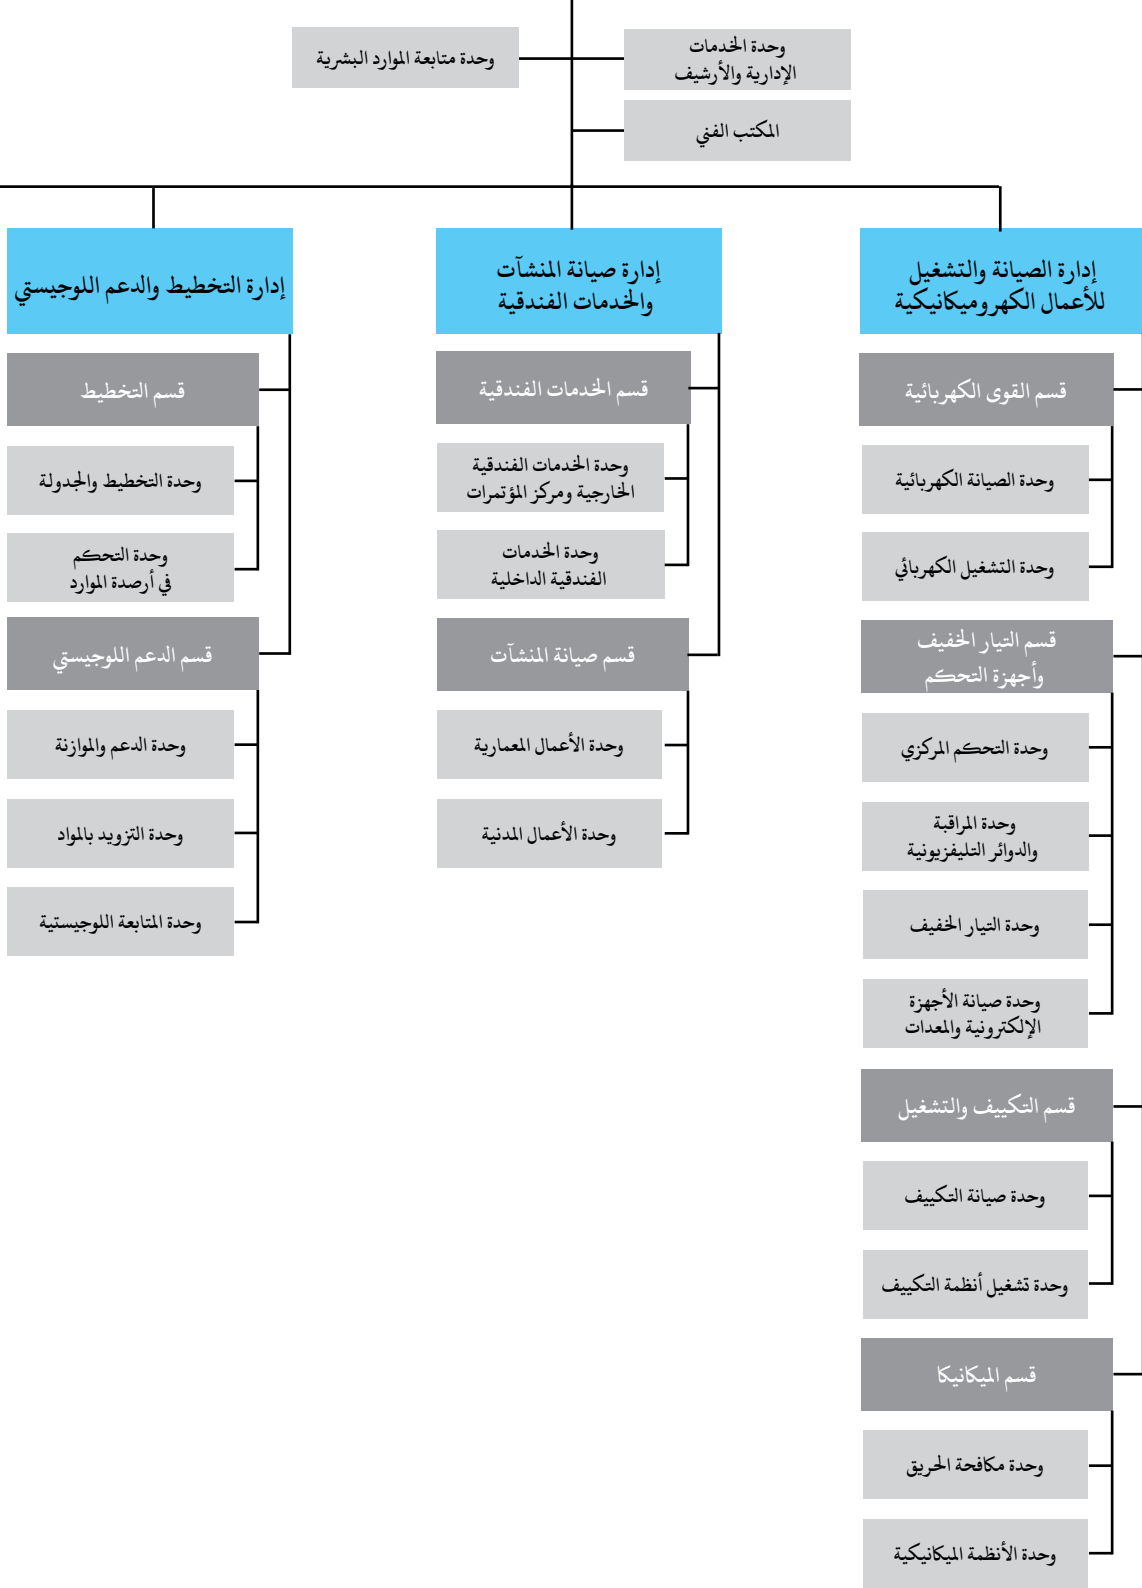 وحدة الخدمات
الإدارية والأرشيف
وحدة متابعة الموارد البشرية
المكتب الفني
إدارة الصيانة والتشغيل
للأعمال الكهروميكانيكية
قسم القوى الكهربائية
وحدة الصيانة الكهربائية
وحدة التشغيل الكهربائي
قسم التيار الخفيف
وأجهزة التحكم
وحدة التحكم المركزي
وحدة المراقبة
والدوائر التليفزيونية
وحدة التيار الخفيف
وحدة صيانة الأجهزة
الإلكترونية والمعدات
قسم التكييف والتشغيل
وحدة صيانة التكييف
وحدة تشغيل أنظمة التكييف
قسم الميكانيكا
وحدة مكافحة الحريق
وحدة الأنظمة الميكانيكية
إدارة صيانة المنشآت
والخدمات الفندقية
قسم الخدمات الفندقية
وحدة الخدمات الفندقية
الخارجية ومركز المؤتمرات
وحدة الخدمات
الفندقية الداخلية
قسم صيانة المنشآت
وحدة الأعمال المعمارية
وحدة الأعمال المدنية
إدارة التخطيط والدعم اللوجيستي
قسم التخطيط
وحدة التخطيط والجدولة
وحدة التحكم
في أرصدة الموارد
قسم الدعم اللوجيستي
وحدة الدعم والموازنة
وحدة التزويد بالمواد
وحدة المتابعة اللوجيستية